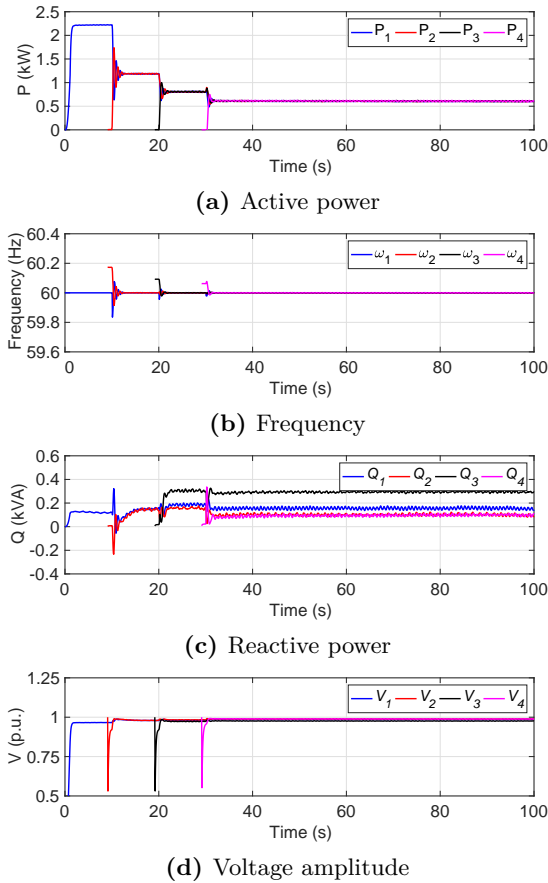 2.5
2
1.5
1
0.5
0
P (kW)
P1 P2 P3 P4
0 20 40 60 80 100
Time (s)
(a) Active power
60.4
60.2
60
59.8
59.6
Frequency (Hz)
ω1 ω2 ω3 ω4
0 20 40 60 80 100
Time (s)
(b) Frequency
0.6
0.4
0.2
0
-0.2
-0.4
Q (kVA)
Q1 Q2 Q3 Q4
0 20 40 60 80 100
Time (s)
(c) Reactive power
1.25
1
0.75
0.5
V (p.u.)
V1 V2 V3 V4
0 20 40 60 80 100
Time (s)
(d) Voltage amplitude